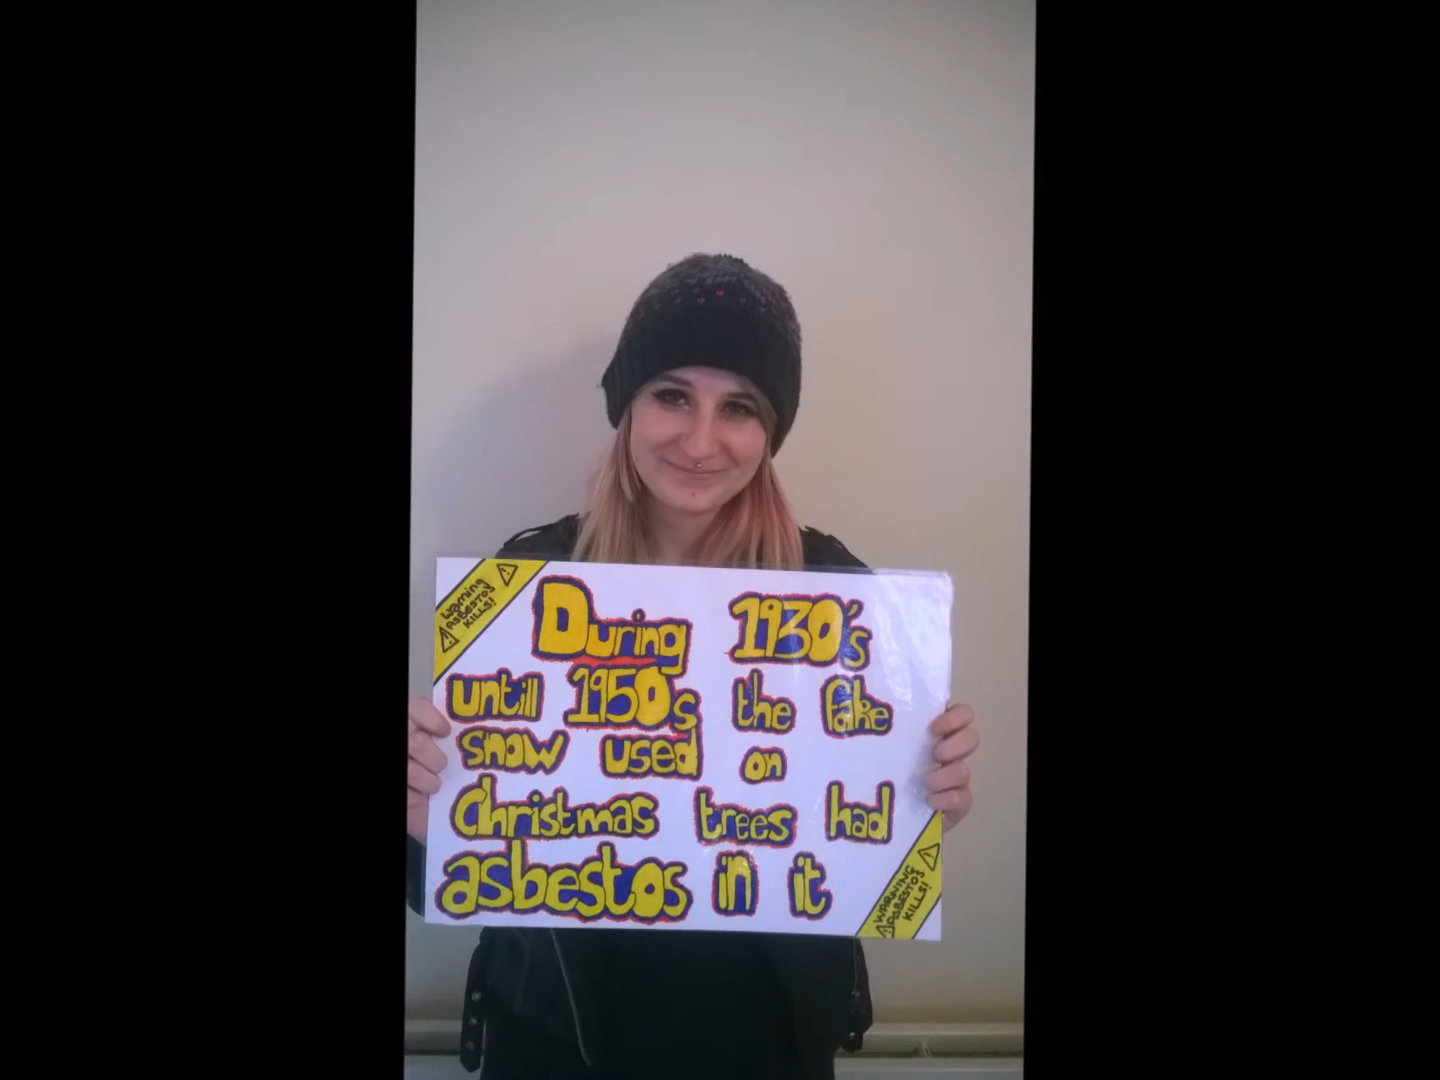 Warning
ASBESTOS
KILLS!
During 1930's
untill 1950s the fake
snow used on
Christmas trees had
asbestos in it
WARNING
ASBESTOS
KILLS!